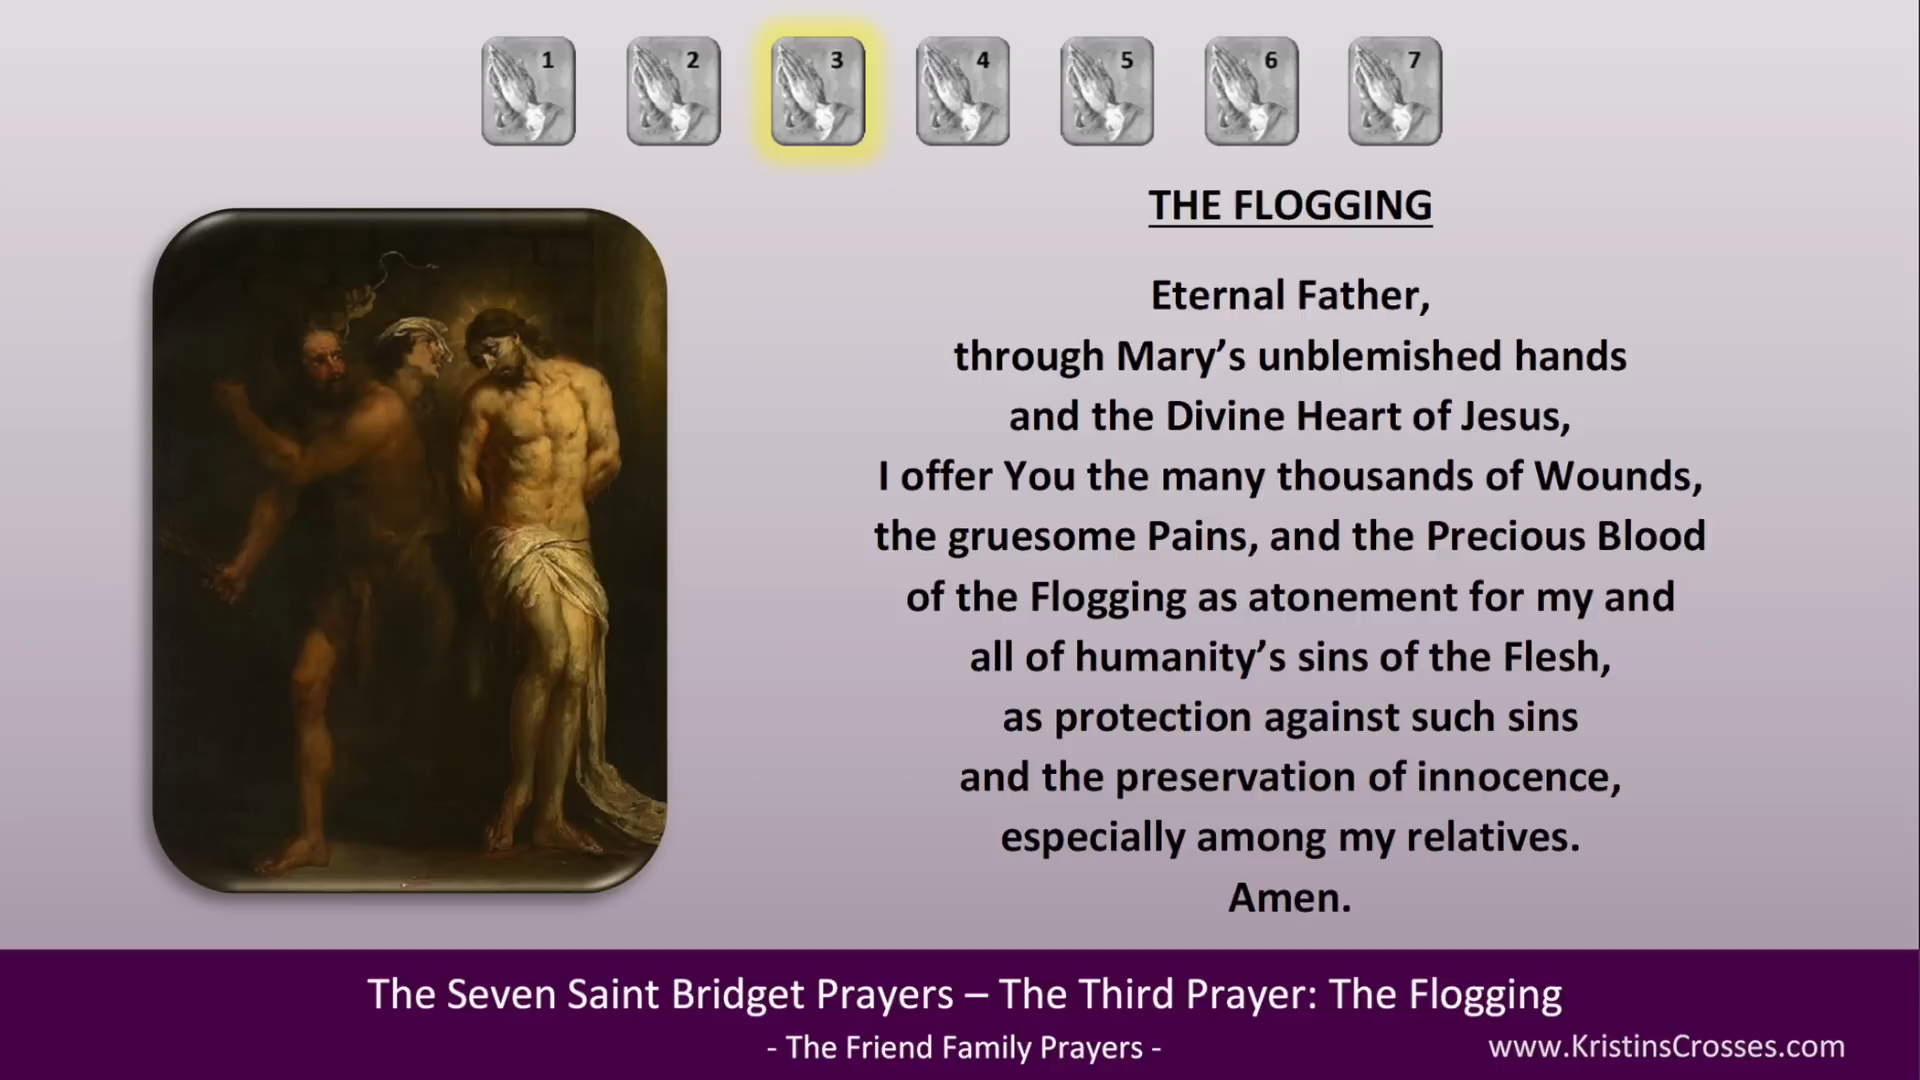 1 2 3 4 5 6 7
THE FLOGGING
Eternal Father,
through Mary’s unblemished hands
and the Divine Heart of Jesus,
I offer You the many thousands of Wounds,
the gruesome Pains, and the Precious Blood
of the Flogging as atonement for my and
all of humanity’s sins of the Flesh,
as protection against such sins
and the preservation of innocence,
especially among my relatives.
Amen.
The Seven Saint Bridget Prayers – The Third Prayer: The Flogging
- The Friend Family Prayers -
www.KristinsCrosses.com